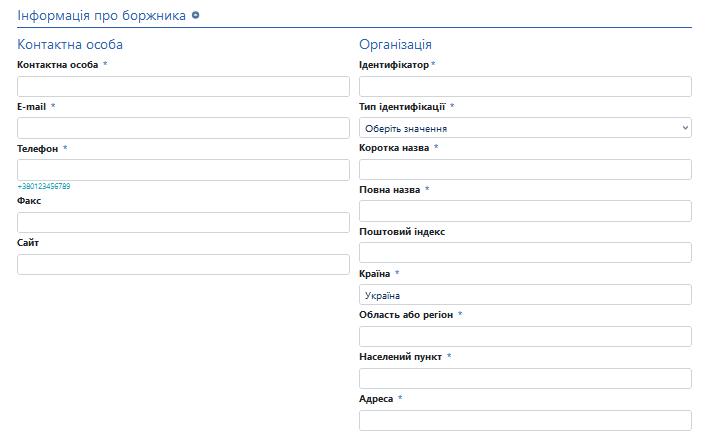 Інформація про боржника
Контактна особа
Контактна особа *
E-mail *
Телефон *
+380123456789
Факс
Сайт
Організація
Ідентифікатор *
Тип ідентифікації *
Оберіть значення
Коротка назва *
Повна назва *
Поштовий індекс
Країна *
Україна
Область або регіон *
Населений пункт *
Адреса *